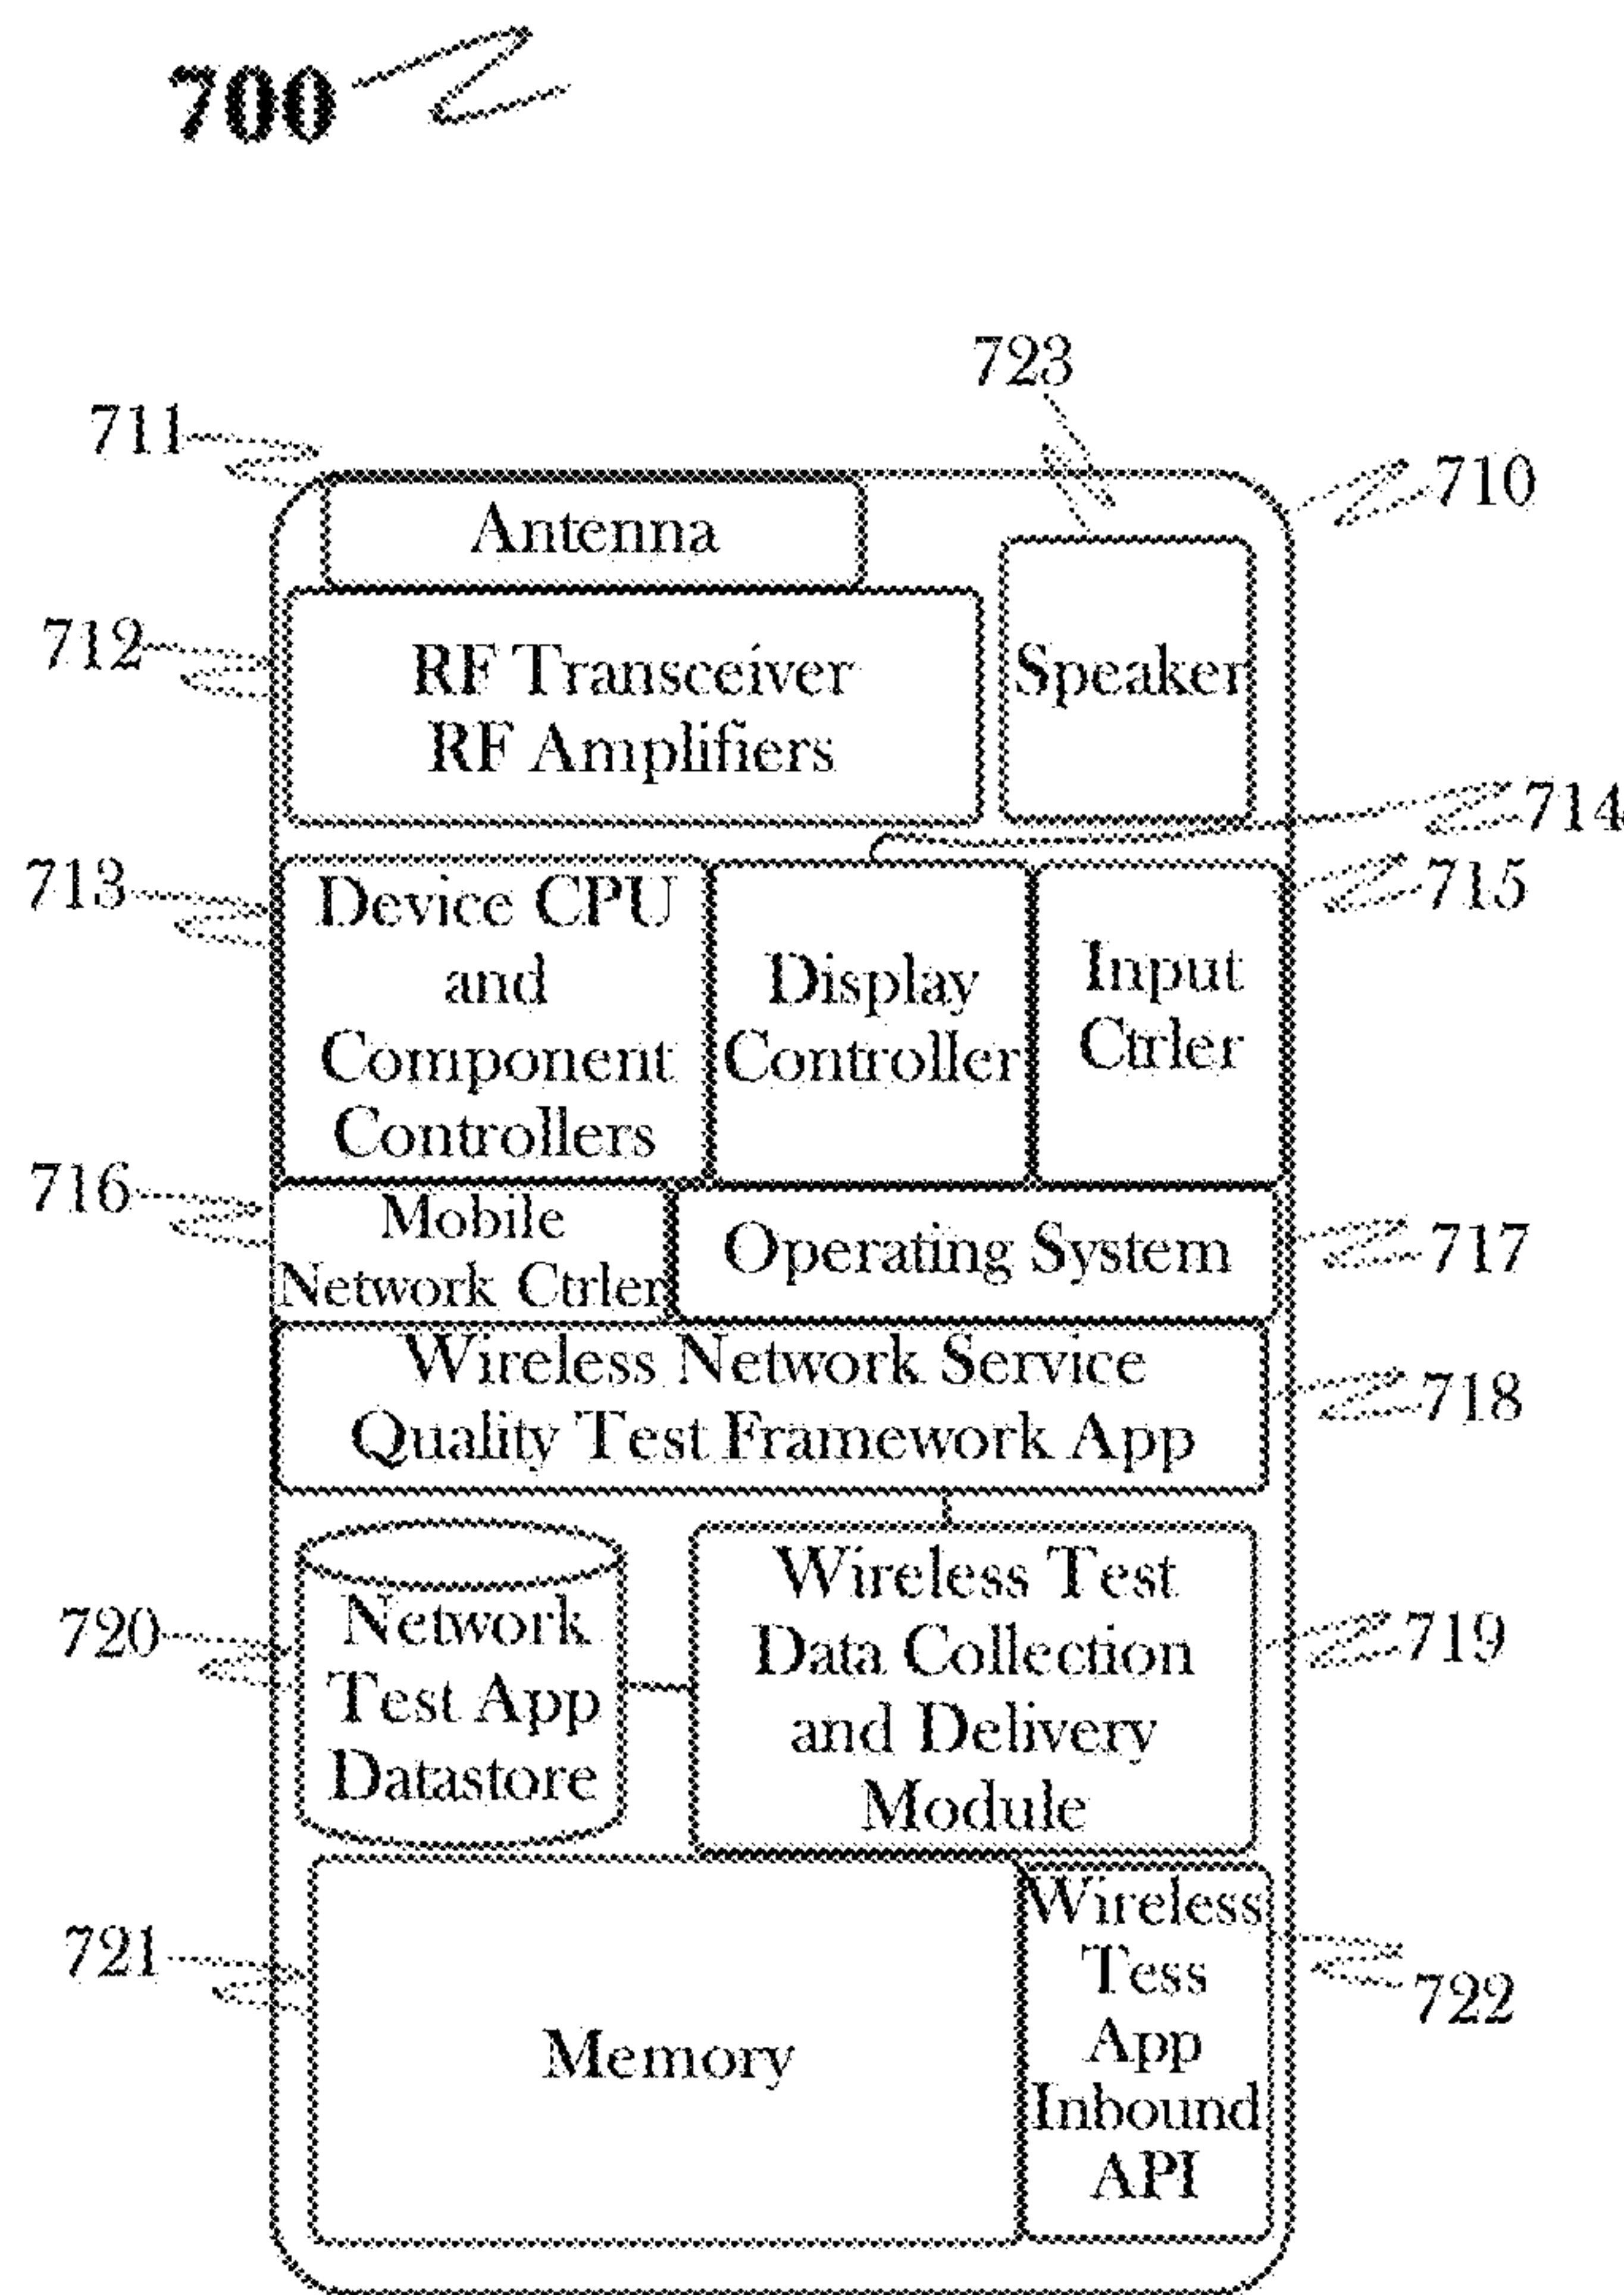 700
723
711
710
Antenna
712
RF Transceiver
RF Amplifiers
Speaker
714
713
715
Device CPU
and
Component
Controllers
Display
Controller
Input
Ctrler
716
Mobile
Network Ctrler
Operating System
717
Wireless Network Service
Quality Test Framework App
718
720
Network
Test App
Datastore
Wireless Test
Data Collection
and Delivery
Module
719
721
Memory
Wireless
Tess
App
Inbound
API
722